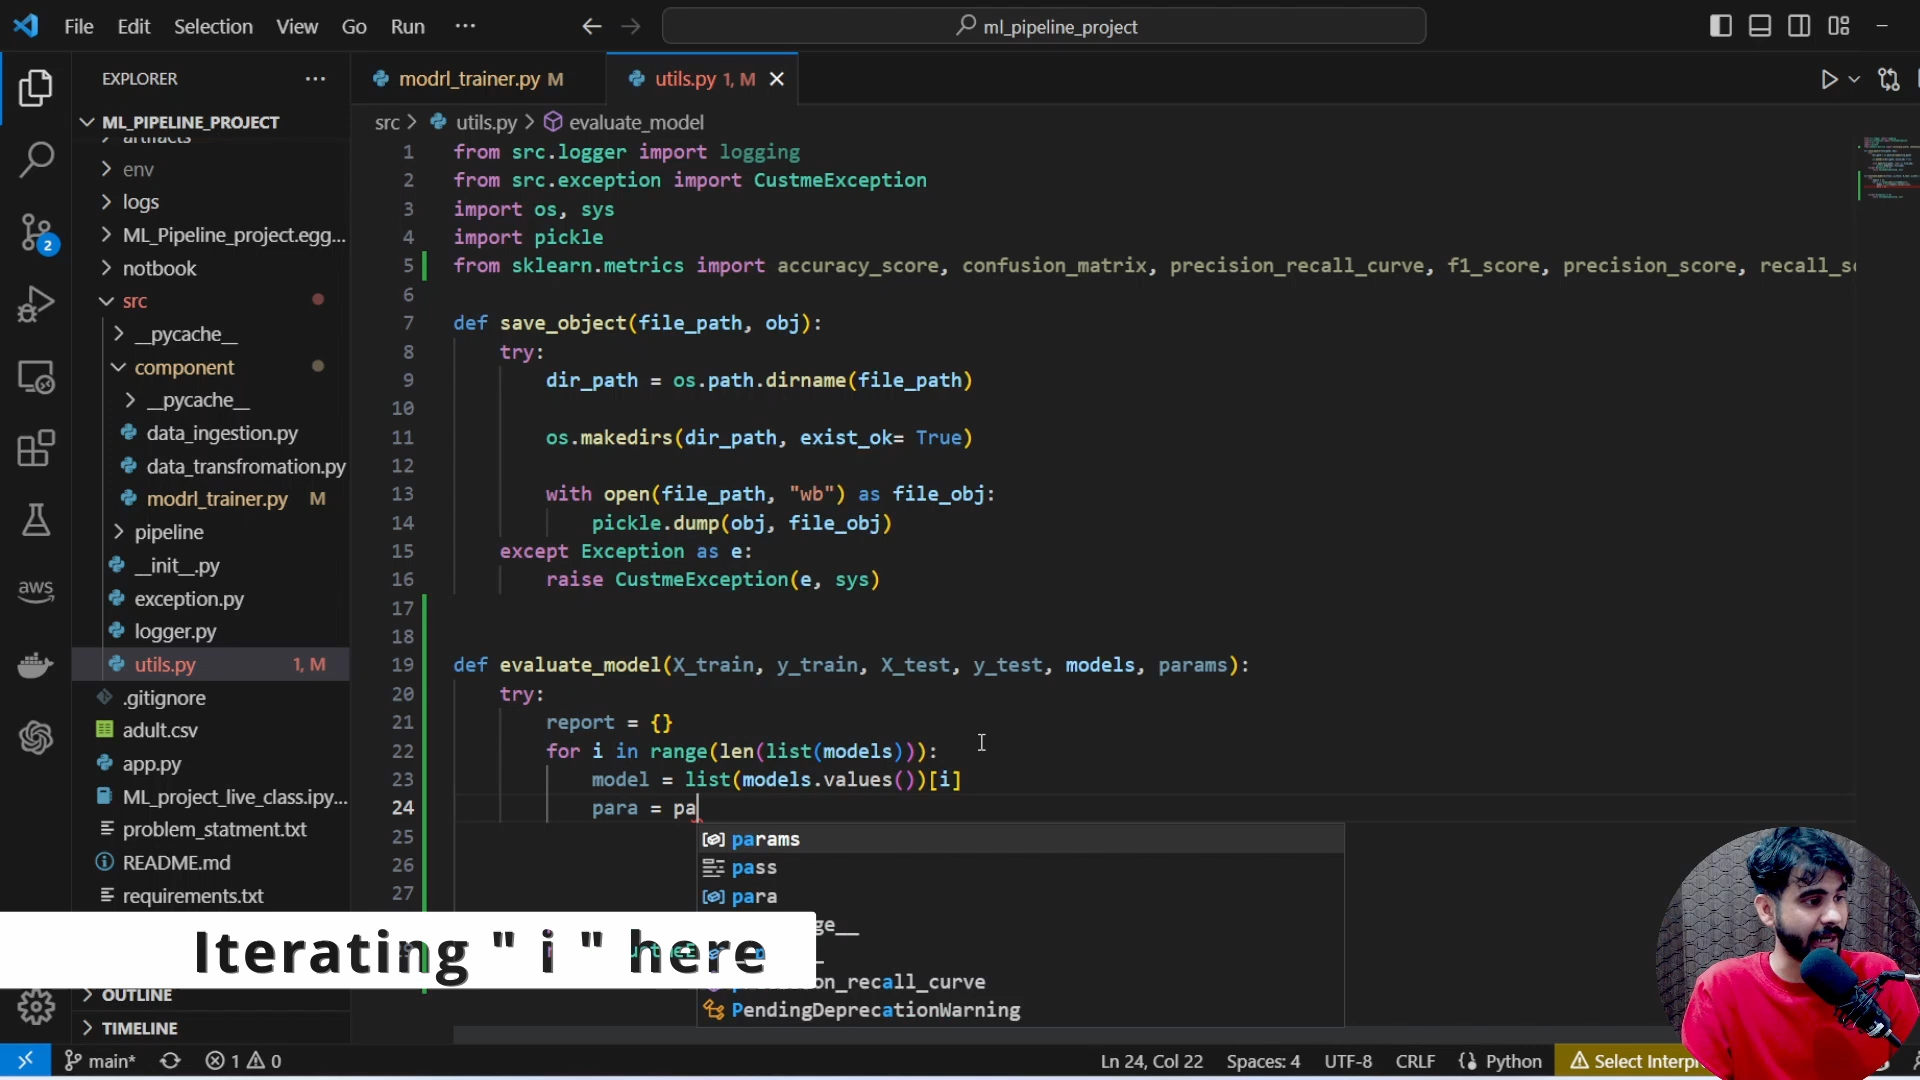 File Edit Selection View Go Run ··· ml_pipeline_project
EXPLORER ···
modrl_trainer.py M utils.py 1, M
ML_PIPELINE_PROJECT
src > utils.py > evaluate_model
artifacts
env
logs
ML_Pipeline_project.egg...
notbook
src
__pycache__
component
__pycache__
data_ingestion.py
data_transfromation.py
modrl_trainer.py M
pipeline
__init__.py
exception.py
logger.py
utils.py 1, M
.gitignore
adult.csv
app.py
ML_project_live_class.ipy...
problem_statment.txt
README.md
requirements.txt
OUTLINE
TIMELINE
2
aws
1 from src.logger import logging
2 from src.exception import CustmeException
3 import os, sys
4 import pickle
5 from sklearn.metrics import accuracy_score, confusion_matrix, precision_recall_curve, f1_score, precision_score, recall_sc
6
7 def save_object(file_path, obj):
8 try:
9 dir_path = os.path.dirname(file_path)
10
11 os.makedirs(dir_path, exist_ok= True)
12
13 with open(file_path, "wb") as file_obj:
14 pickle.dump(obj, file_obj)
15 except Exception as e:
16 raise CustmeException(e, sys)
17
18
19 def evaluate_model(X_train, y_train, X_test, y_test, models, params):
20 try:
21 report = {}
22 for i in range(len(list(models))):
23 model = list(models.values())[i]
24 para = pa
25
26
27
params
pass
para
ge__
on_recall_curve
PendingDeprecationWarning
Iterating " i " here
main* 1 0 Ln 24, Col 22 Spaces: 4 UTF-8 CRLF Python Select Interpr